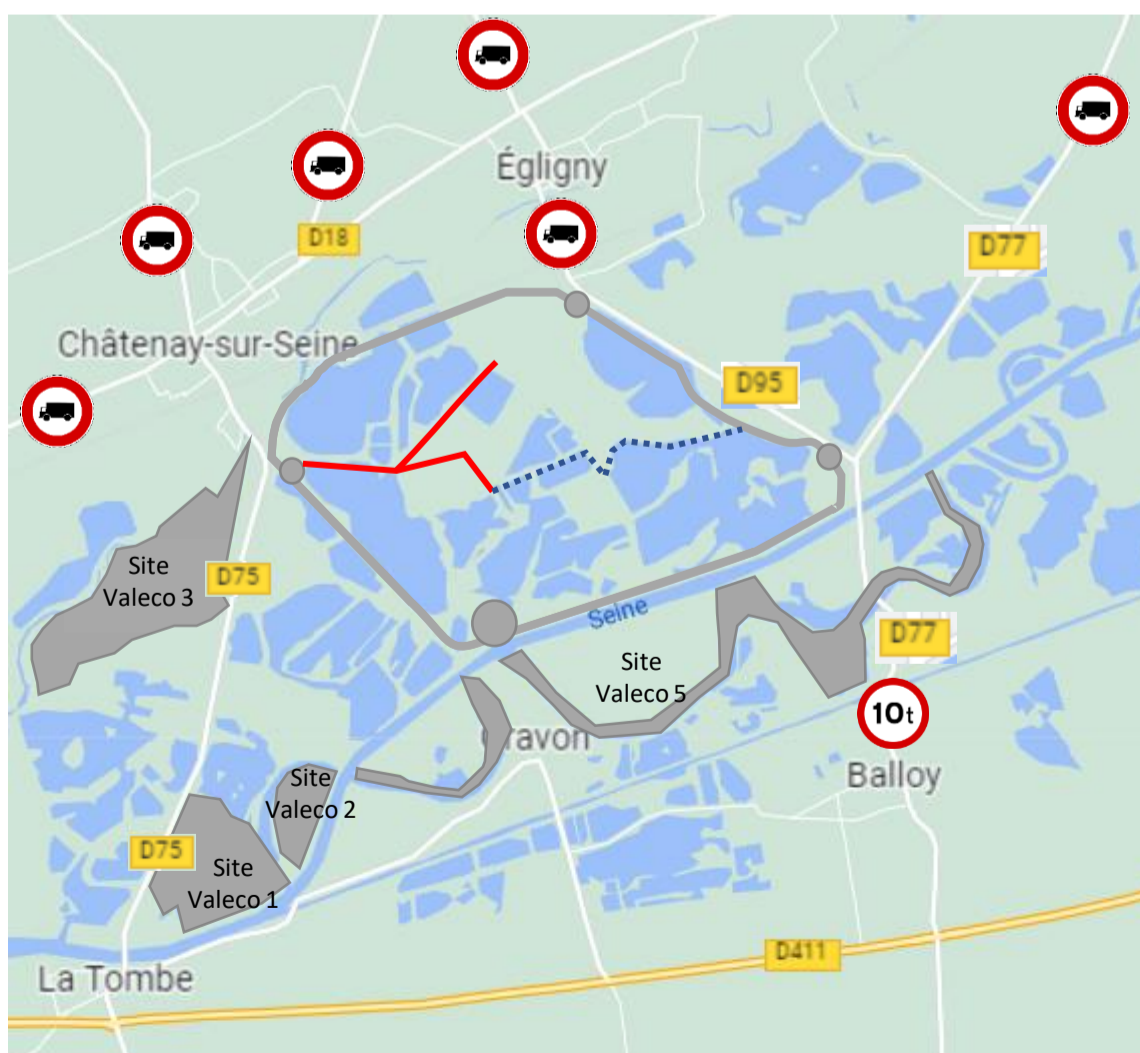 Égligny
D18
D77
Châtenay-sur-Seine
D95
Site
Valeco 3
D75
Seine
D77
Site
Valeco 5
10t
Balloy
Site
Valeco 2
D75
Site
Valeco 1
D411
La Tombe